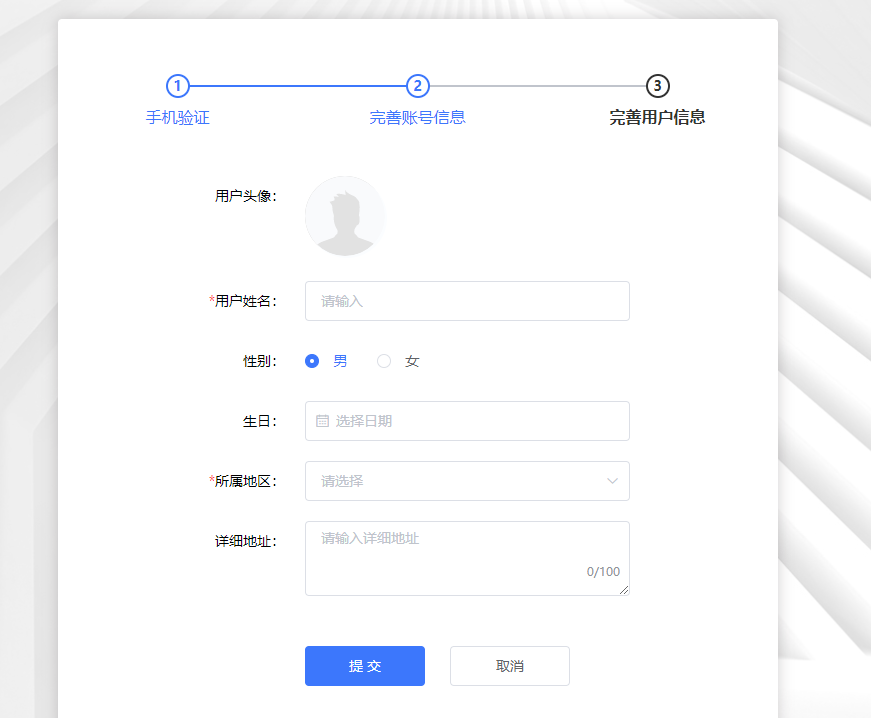 1 2 3
手机验证 完善账号信息 完善用户信息
用户头像：
*用户姓名： 请输入
性别： 男 女
生日： 选择日期
*所属地区： 请选择
详细地址： 请输入详细地址
0/100
提 交 取消